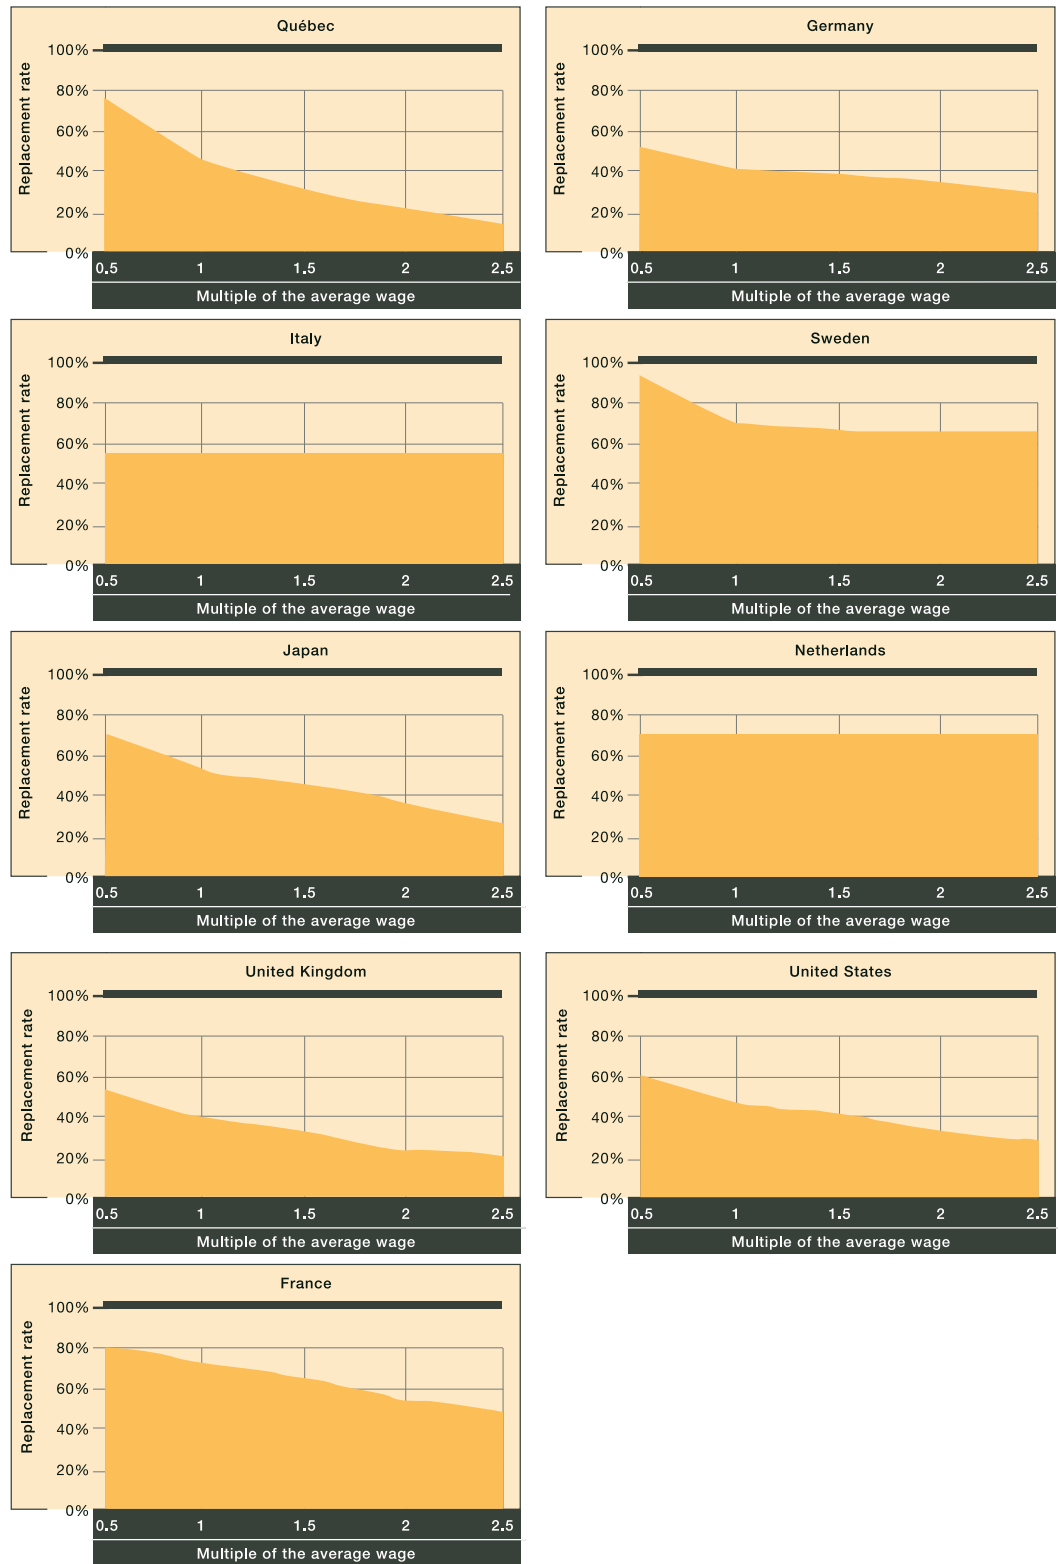 Québec
Replacement rate
100%
80%
60%
40%
20%
0%
0.5 1 1.5 2 2.5
Multiple of the average wage
Germany
Replacement rate
100%
80%
60%
40%
20%
0%
0.5 1 1.5 2 2.5
Multiple of the average wage
Italy
Replacement rate
100%
80%
60%
40%
20%
0%
0.5 1 1.5 2 2.5
Multiple of the average wage
Sweden
Replacement rate
100%
80%
60%
40%
20%
0%
0.5 1 1.5 2 2.5
Multiple of the average wage
Japan
Replacement rate
100%
80%
60%
40%
20%
0%
0.5 1 1.5 2 2.5
Multiple of the average wage
Netherlands
Replacement rate
100%
80%
60%
40%
20%
0%
0.5 1 1.5 2 2.5
Multiple of the average wage
United Kingdom
Replacement rate
100%
80%
60%
40%
20%
0%
0.5 1 1.5 2 2.5
Multiple of the average wage
United States
Replacement rate
100%
80%
60%
40%
20%
0%
0.5 1 1.5 2 2.5
Multiple of the average wage
France
Replacement rate
100%
80%
60%
40%
20%
0%
0.5 1 1.5 2 2.5
Multiple of the average wage